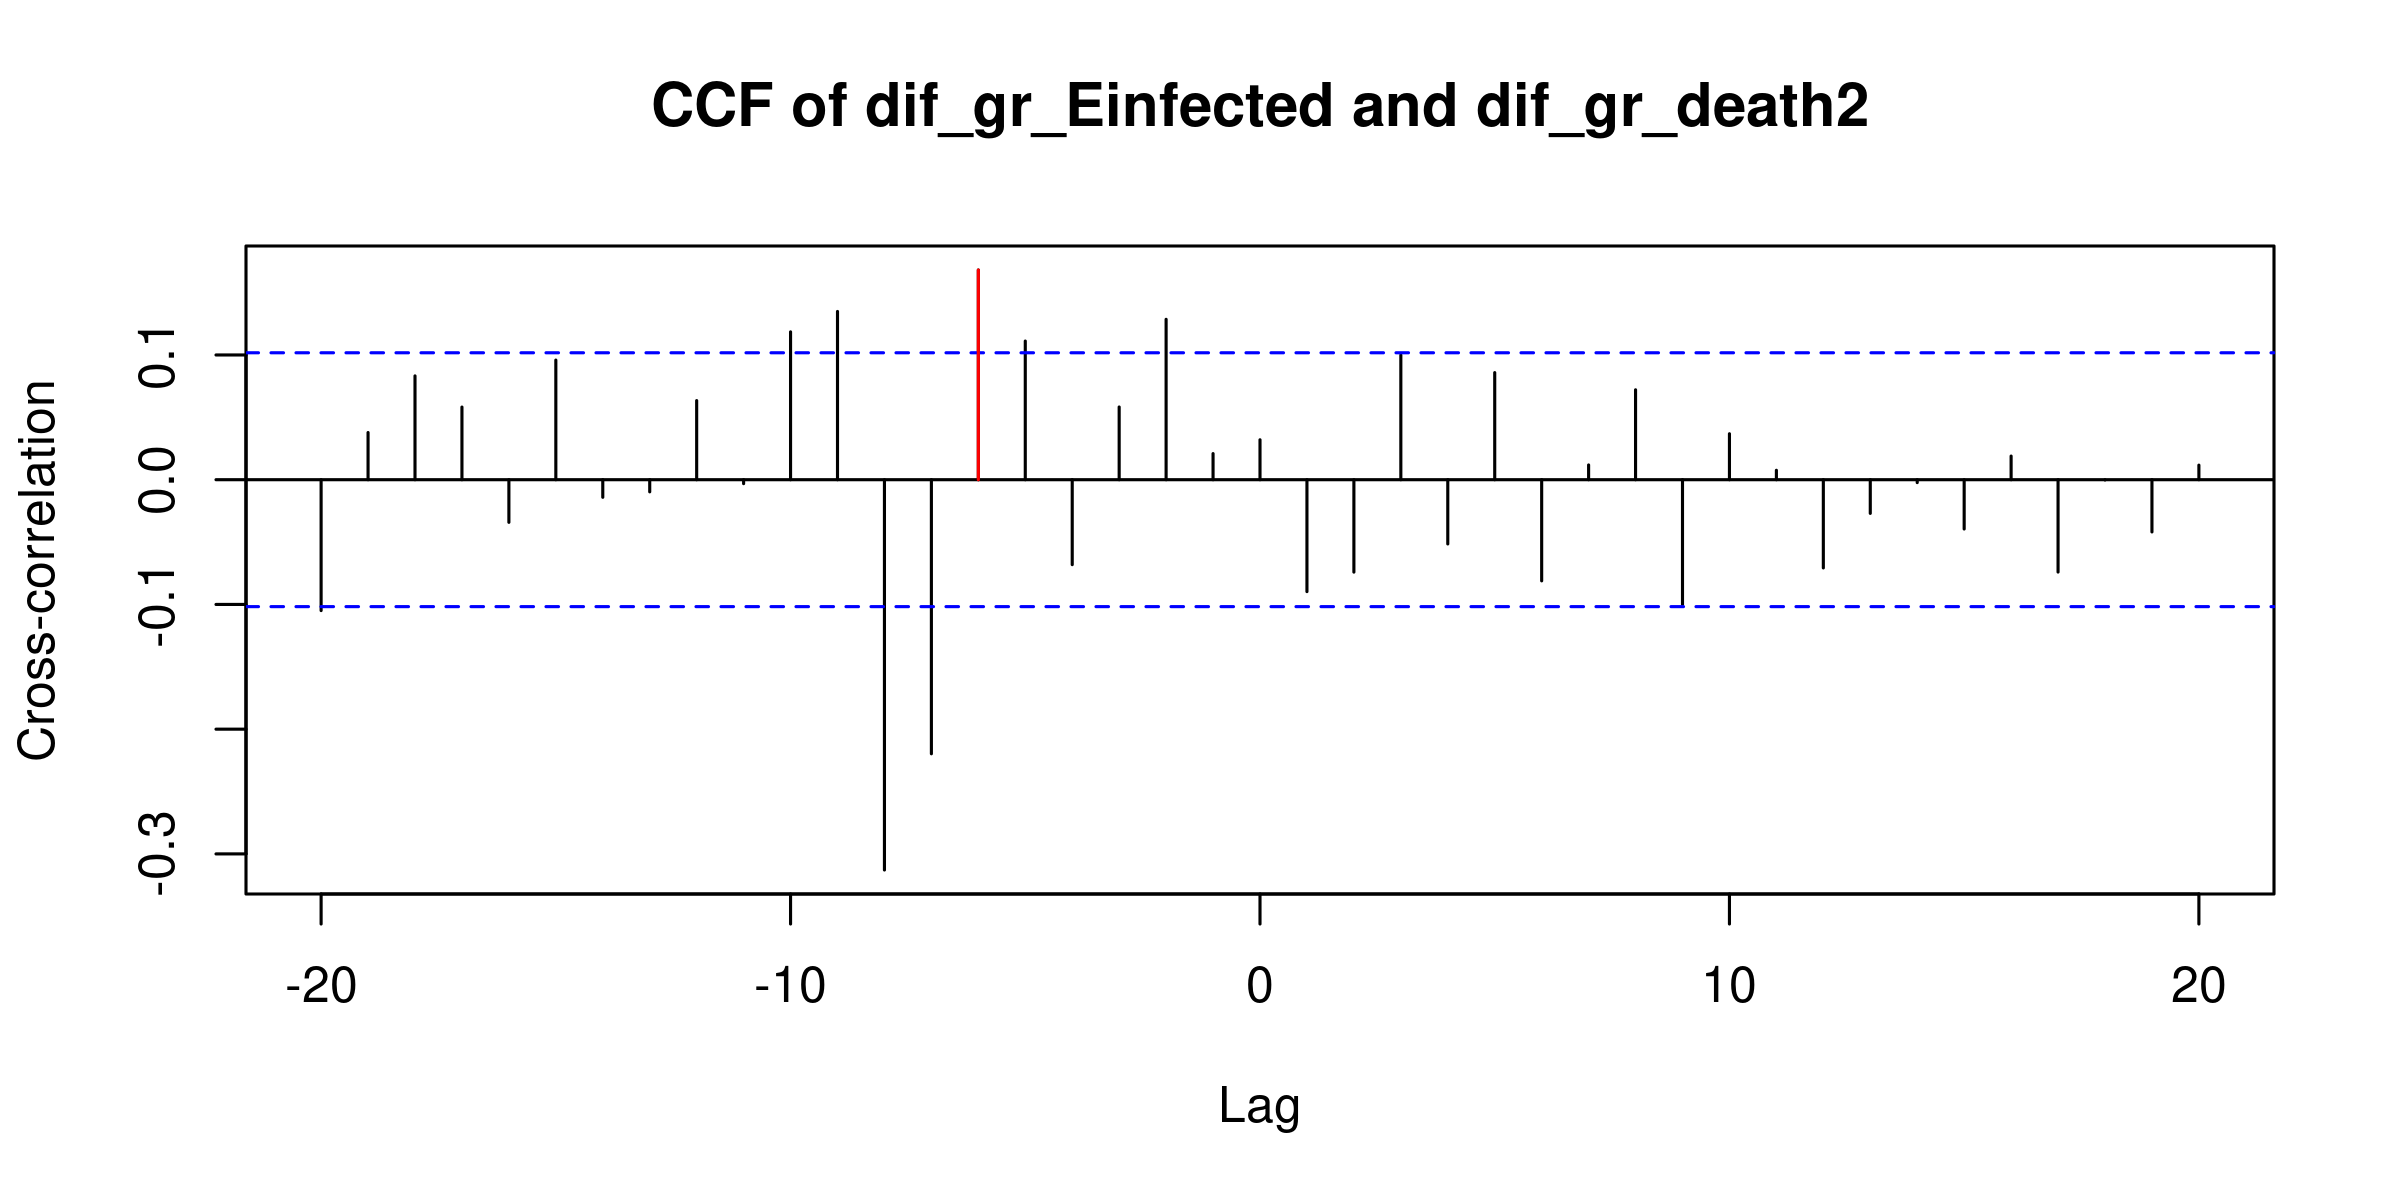 CCF of dif_gr_Einfected and dif_gr_death2
Cross-correlation
0.1
0.0
-0.1
-0.3
-20 -10 0 10 20
Lag